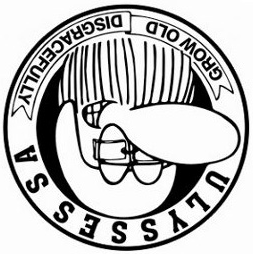 ULYSSES SA
GROW OLD
DISGRACEFULLY